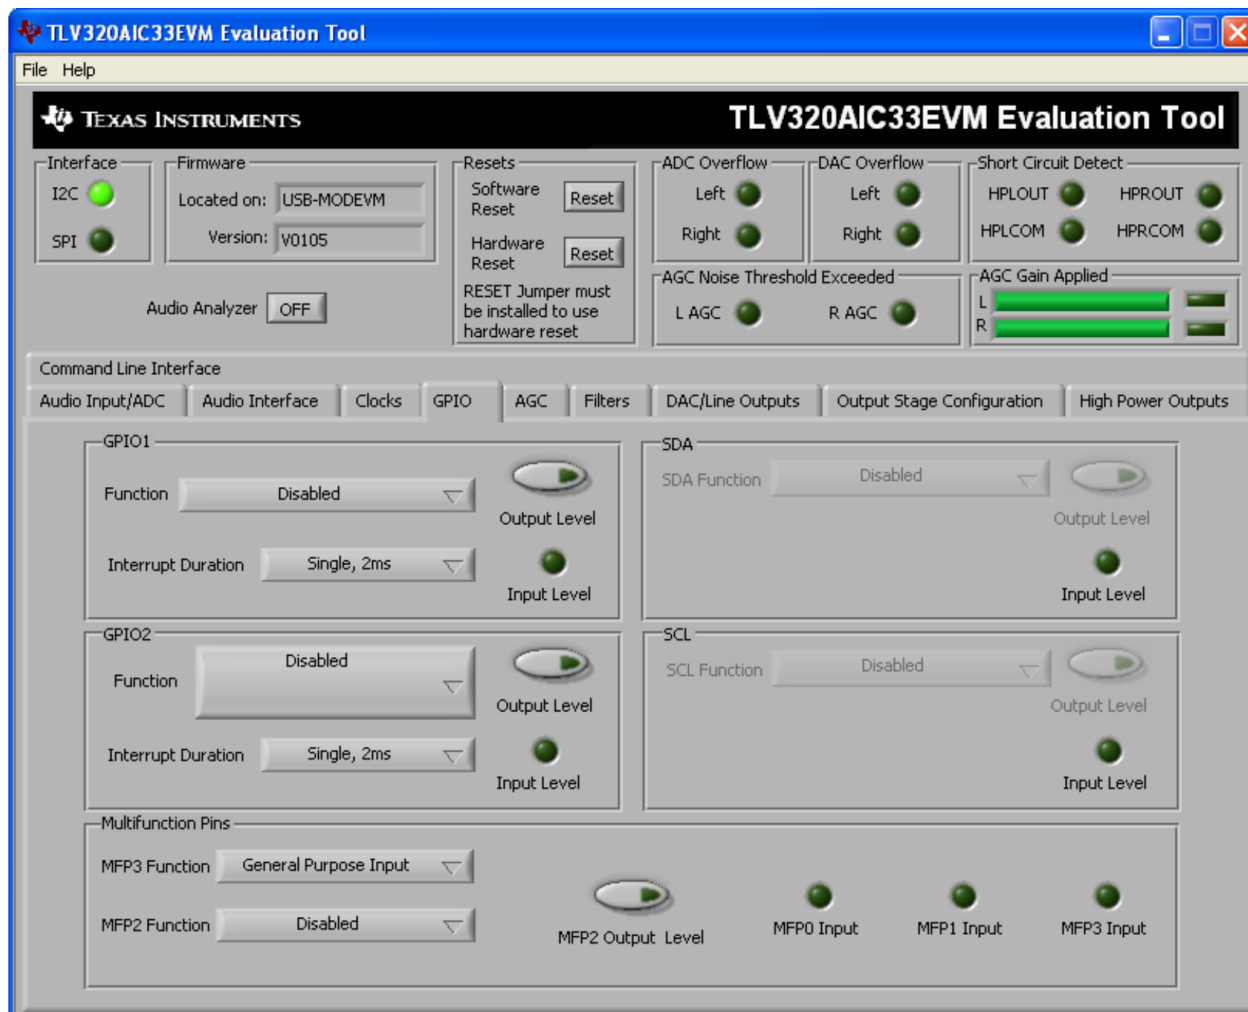 TLV320AIC33EVM Evaluation Tool
File Help
TEXAS INSTRUMENTS
TLV320AIC33EVM Evaluation Tool
Interface
I2C
SPI
Firmware
Located on: USB-MODEVM
Version: V0105
Audio Analyzer OFF
Resets
Software
Reset
Reset
Hardware
Reset
Reset
RESET Jumper must
be installed to use
hardware reset
ADC Overflow
Left
Right
DAC Overflow
Left
Right
Short Circuit Detect
HPLOUT HPROUT
HPLCOM HPRCOM
AGC Noise Threshold Exceeded
L AGC R AGC
AGC Gain Applied
L
R
Command Line Interface
Audio Input/ADC Audio Interface Clocks GPIO AGC Filters DAC/Line Outputs Output Stage Configuration High Power Outputs
GPIO1
Function Disabled
Output Level
Interrupt Duration Single, 2ms
Input Level
SDA
SDA Function Disabled
Output Level
Input Level
GPIO2
Disabled
Function
Output Level
Interrupt Duration Single, 2ms
Input Level
SCL
SCL Function Disabled
Output Level
Input Level
Multifunction Pins
MFP3 Function General Purpose Input
MFP2 Function Disabled
MFP2 Output Level
MFP0 Input MFP1 Input MFP3 Input